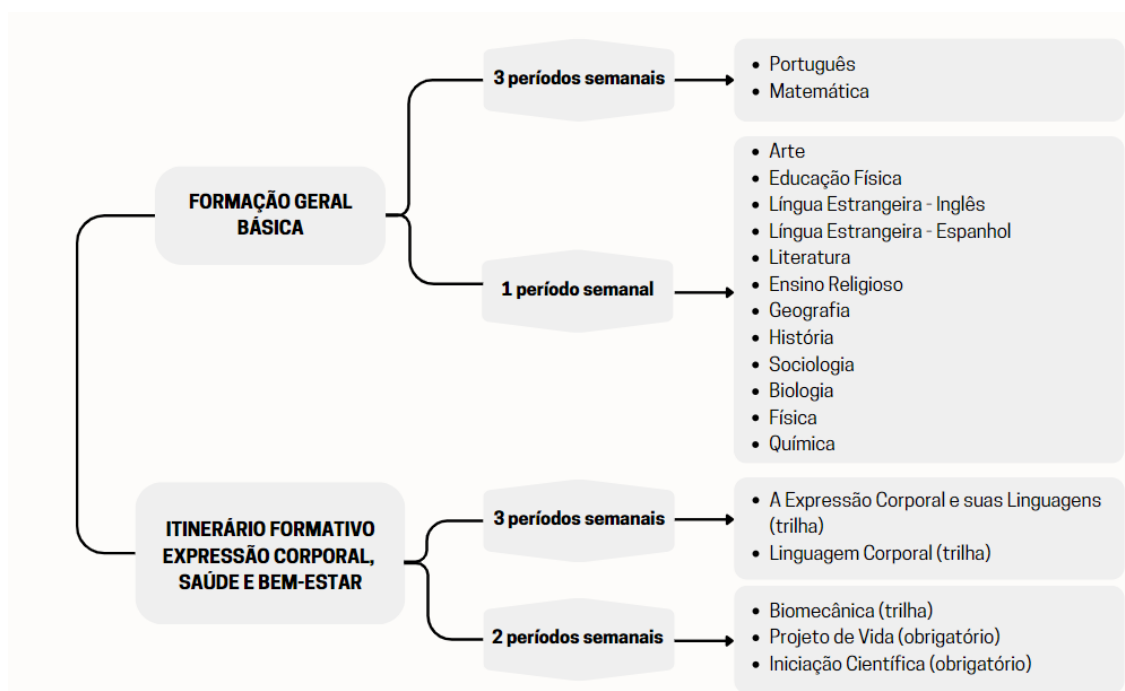 FORMAÇÃO GERAL
BÁSICA
3 períodos semanais
• Português
• Matemática
1 período semanal
• Arte
• Educação Física
• Língua Estrangeira - Inglês
• Língua Estrangeira - Espanhol
• Literatura
• Ensino Religioso
• Geografia
• História
• Sociologia
• Biologia
• Física
• Química
ITINERÁRIO FORMATIVO
EXPRESSÃO CORPORAL,
SAÚDE E BEM-ESTAR
3 períodos semanais
• A Expressão Corporal e suas Linguagens
(trilha)
• Linguagem Corporal (trilha)
2 períodos semanais
• Biomecânica (trilha)
• Projeto de Vida (obrigatório)
• Iniciação Científica (obrigatório)